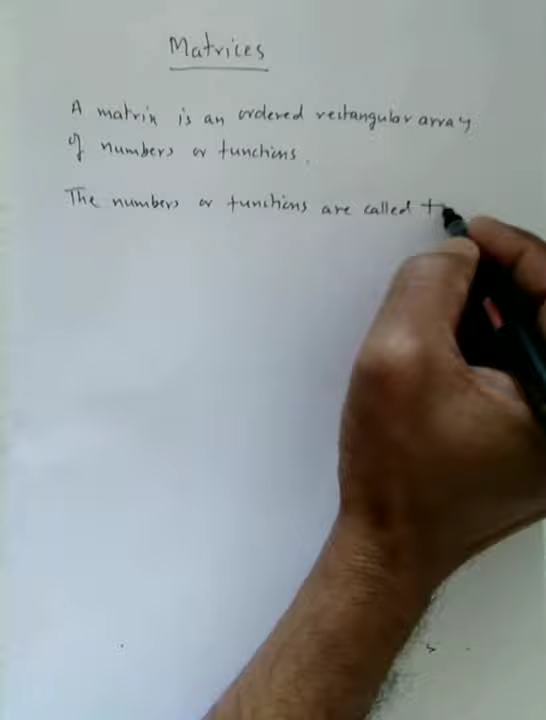 Matrices
A matrix is an ordered rectangular array
of numbers or functions.
The numbers or functions are called t